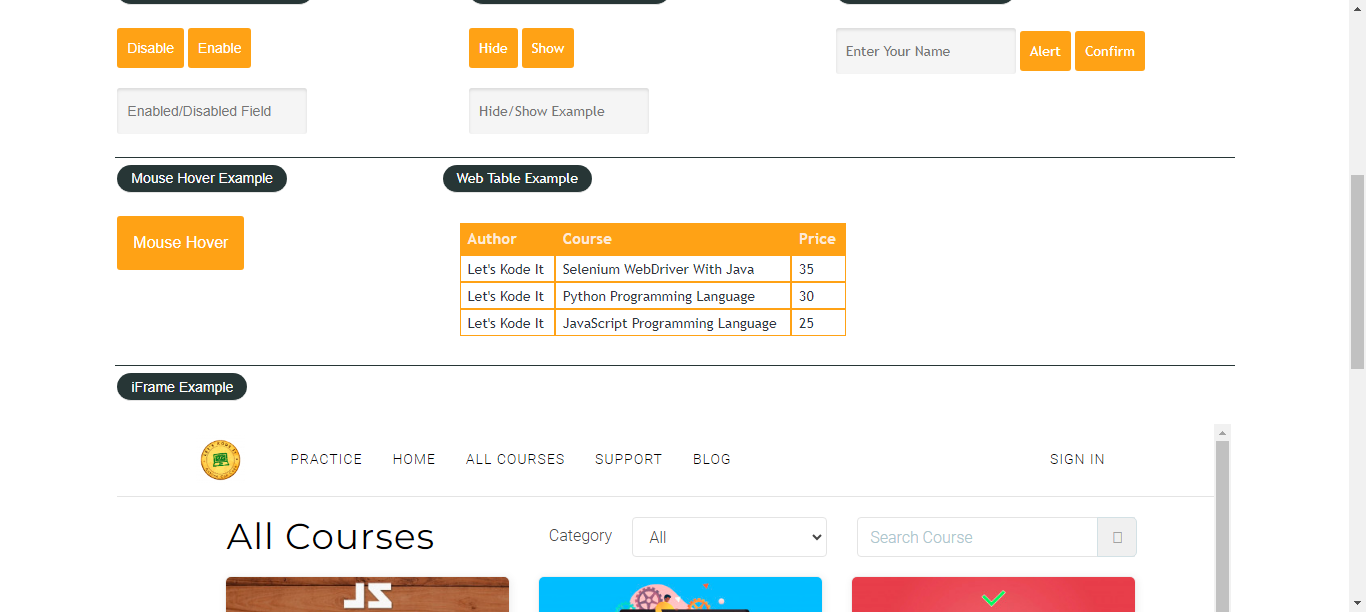 Disable Enable Hide Show Enter Your Name Alert Confirm
Enabled/Disabled Field Hide/Show Example
Mouse Hover Example Web Table Example
Mouse Hover
Author Course Price
Let's Kode It Selenium WebDriver With Java 35
Let's Kode It Python Programming Language 30
Let's Kode It JavaScript Programming Language 25
iFrame Example
PRACTICE HOME ALL COURSES SUPPORT BLOG SIGN IN
All Courses Category All Search Course